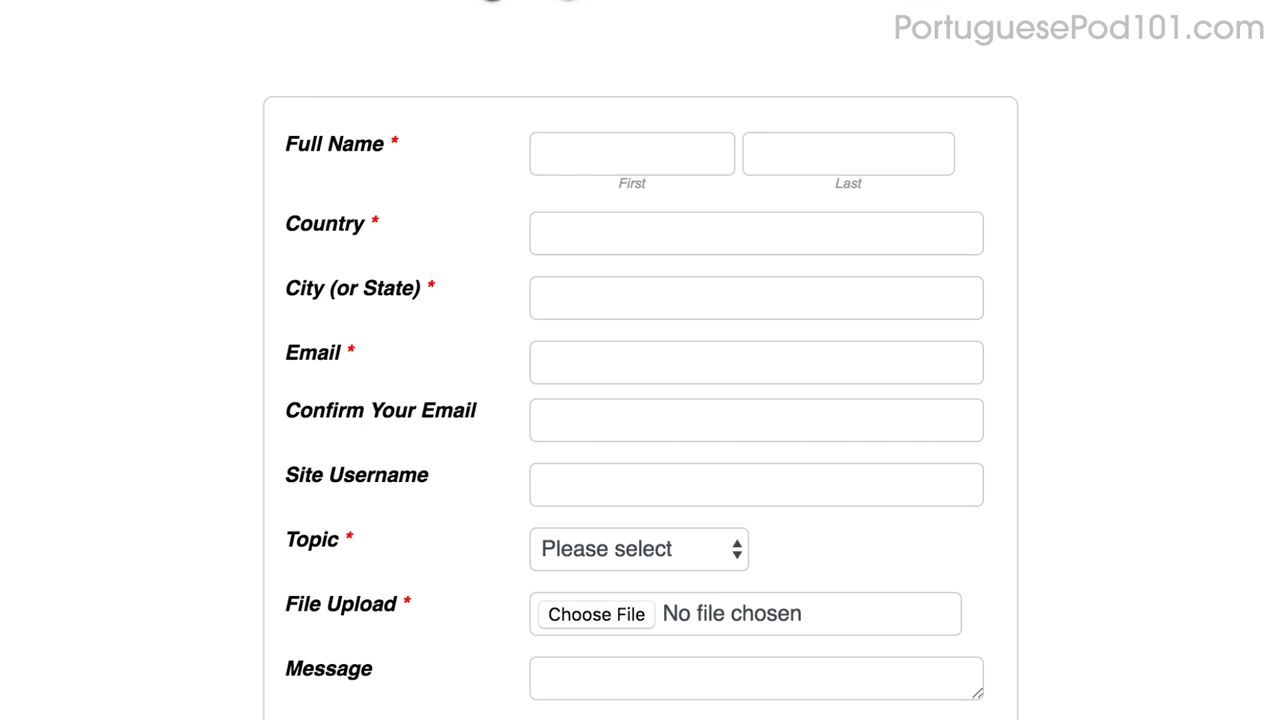 PortuguesePod101.com
Full Name *
First Last
Country *
City (or State) *
Email *
Confirm Your Email
Site Username
Topic * Please select
File Upload * Choose File No file chosen
Message